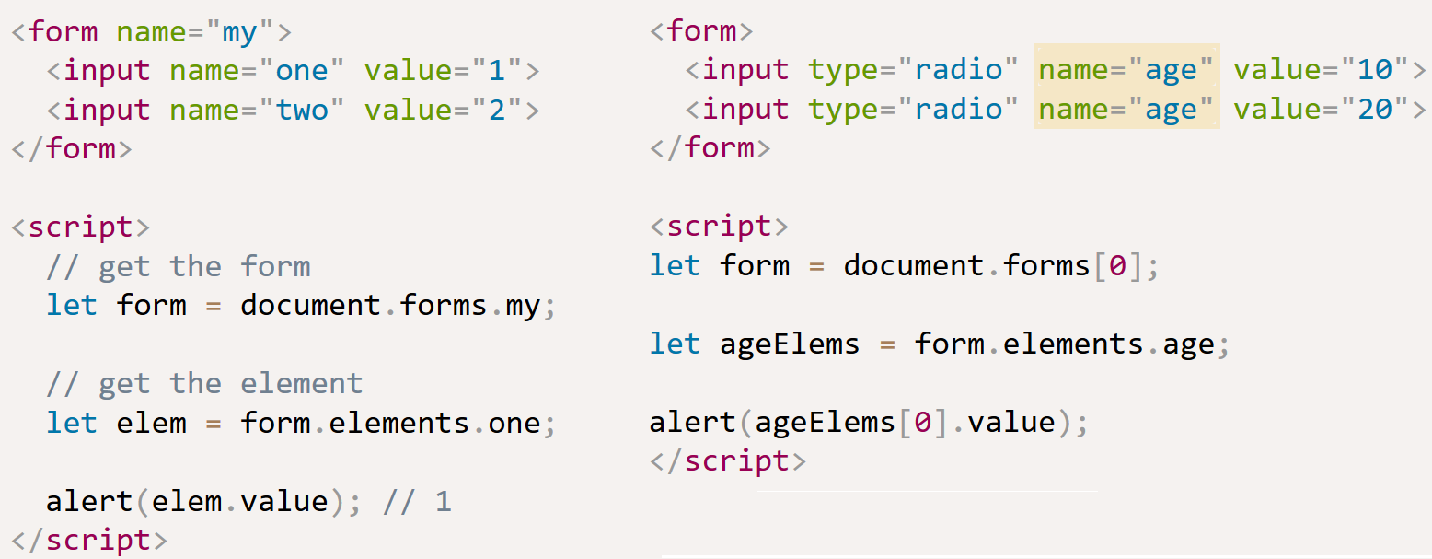 <form name="my">
  <input name="one" value="1">
  <input name="two" value="2">
</form>

<script>
  // get the form
  let form = document.forms.my;

  // get the element
  let elem = form.elements.one;

  alert(elem.value); // 1
</script>

<form>
  <input type="radio" name="age" value="10">
  <input type="radio" name="age" value="20">
</form>

<script>
let form = document.forms[0];

let ageElems = form.elements.age;

alert(ageElems[0].value);
</script>